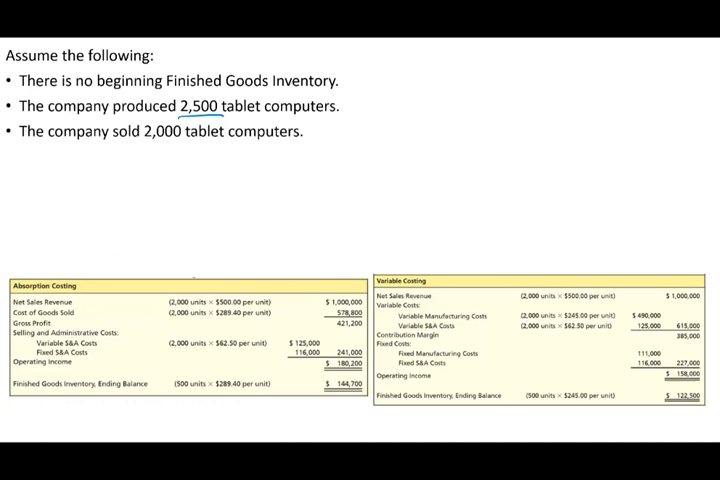 Assume the following:
• There is no beginning Finished Goods Inventory.
• The company produced 2,500 tablet computers.
• The company sold 2,000 tablet computers.
Absorption Costing
Net Sales Revenue (2,000 units × $500.00 per unit) $ 1,000,000
Cost of Goods Sold (2,000 units × $289.40 per unit) 578,800
Gross Profit 421,200
Selling and Administrative Costs:
Variable S&A Costs (2,000 units × $62.50 per unit) $ 125,000
Fixed S&A Costs 116,000 241,000
Operating Income $ 180,200
Finished Goods Inventory, Ending Balance (500 units × $289.40 per unit) $ 144,700
Variable Costing
Net Sales Revenue (2,000 units × $500.00 per unit) $ 1,000,000
Variable Costs:
Variable Manufacturing Costs (2,000 units × $245.00 per unit) $ 490,000
Variable S&A Costs (2,000 units × $62.50 per unit) 125,000 615,000
Contribution Margin 385,000
Fixed Costs:
Fixed Manufacturing Costs 111,000
Fixed S&A Costs 116,000 227,000
Operating Income $ 158,000
Finished Goods Inventory, Ending Balance (500 units × $245.00 per unit) $ 122,500